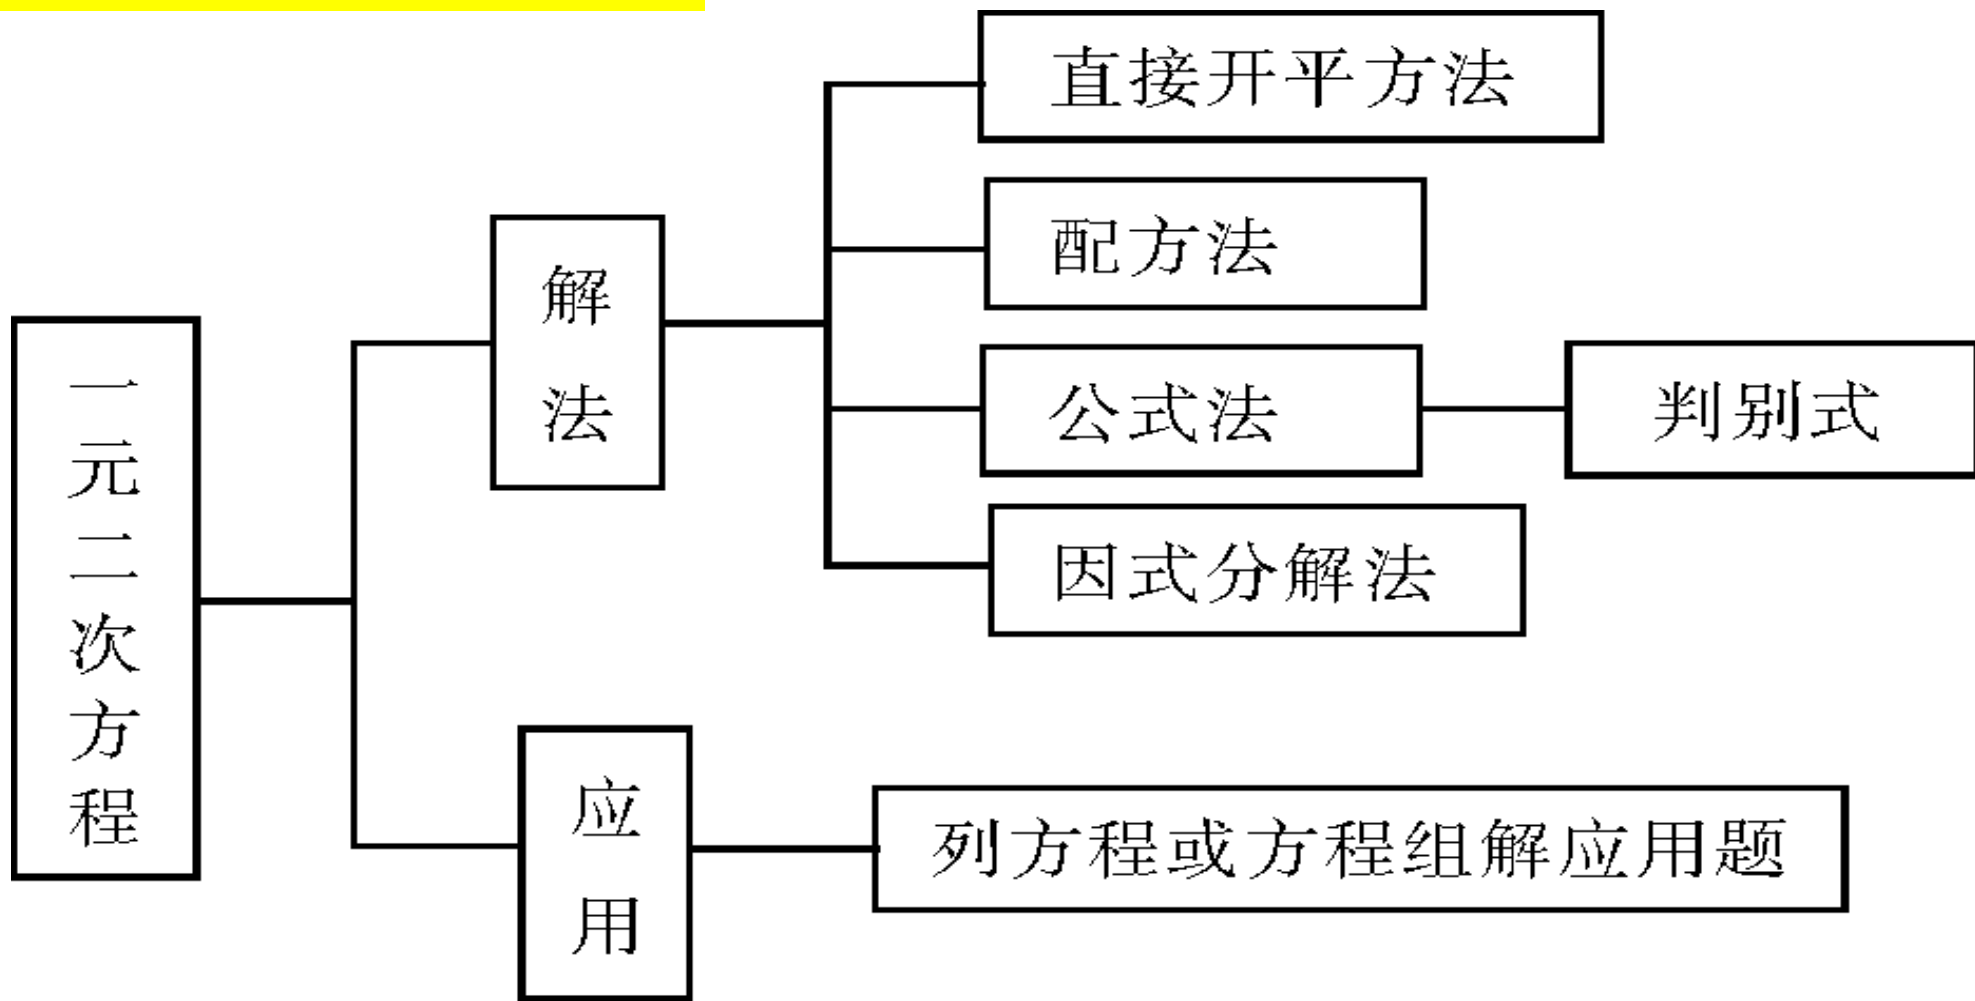 一元二次方程
解法
直接开平方法
配方法
公式法
判别式
因式分解法
应用
列方程或方程组解应用题